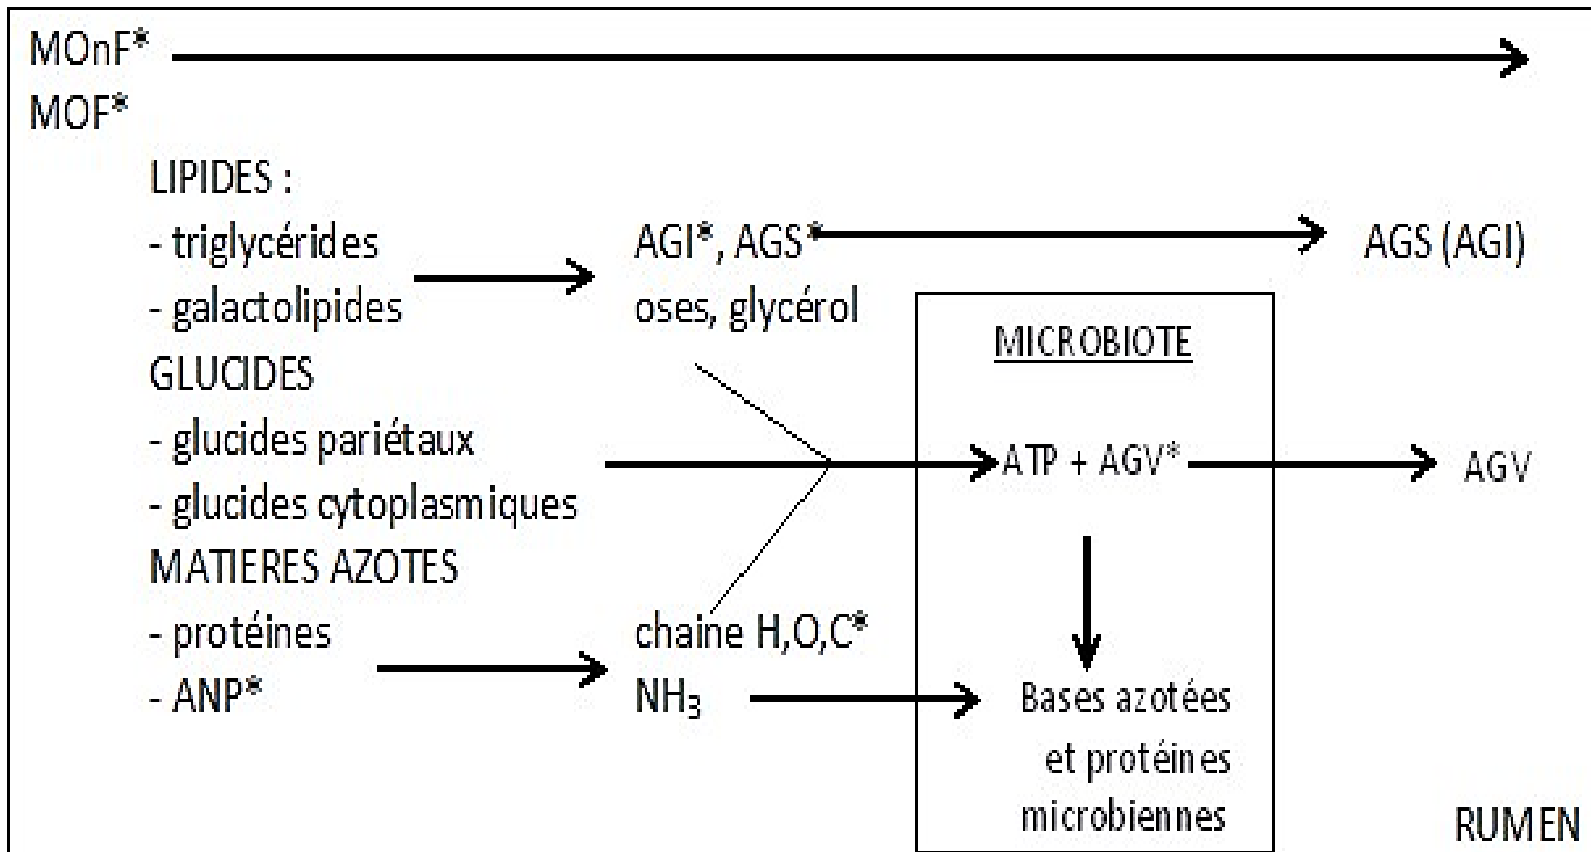 MOnF*
MOF*
LIPIDES :
- triglycérides
- galactolipides
AGI*, AGS*
oses, glycérol
AGS (AGI)
GLUCIDES
- glucides pariétaux
- glucides cytoplasmiques
MICROBIOTE
ATP + AGV*
AGV
MATIERES AZOTES
- protéines
- ANP*
chaine H,O,C*
NH₃
Bases azotées
et protéines
microbiennes
RUMEN